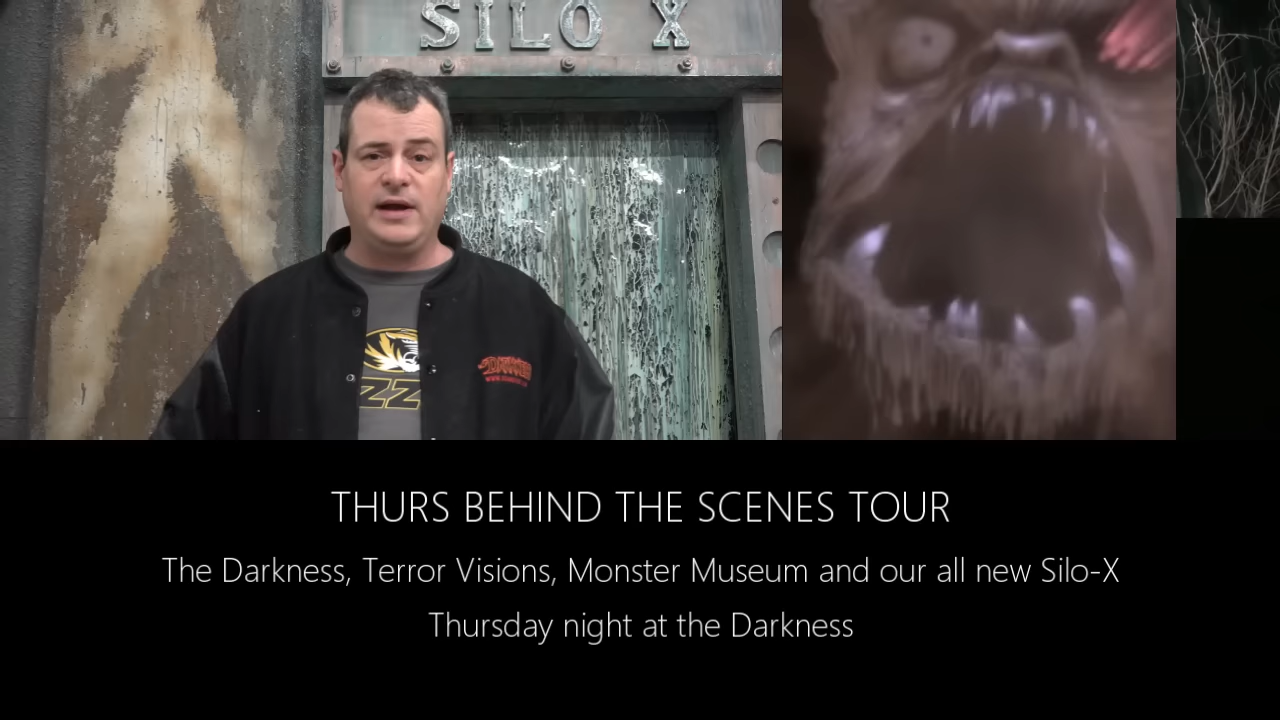 SILO X
ZZ
THURS BEHIND THE SCENES TOUR
The Darkness, Terror Visions, Monster Museum and our all new Silo-X
Thursday night at the Darkness